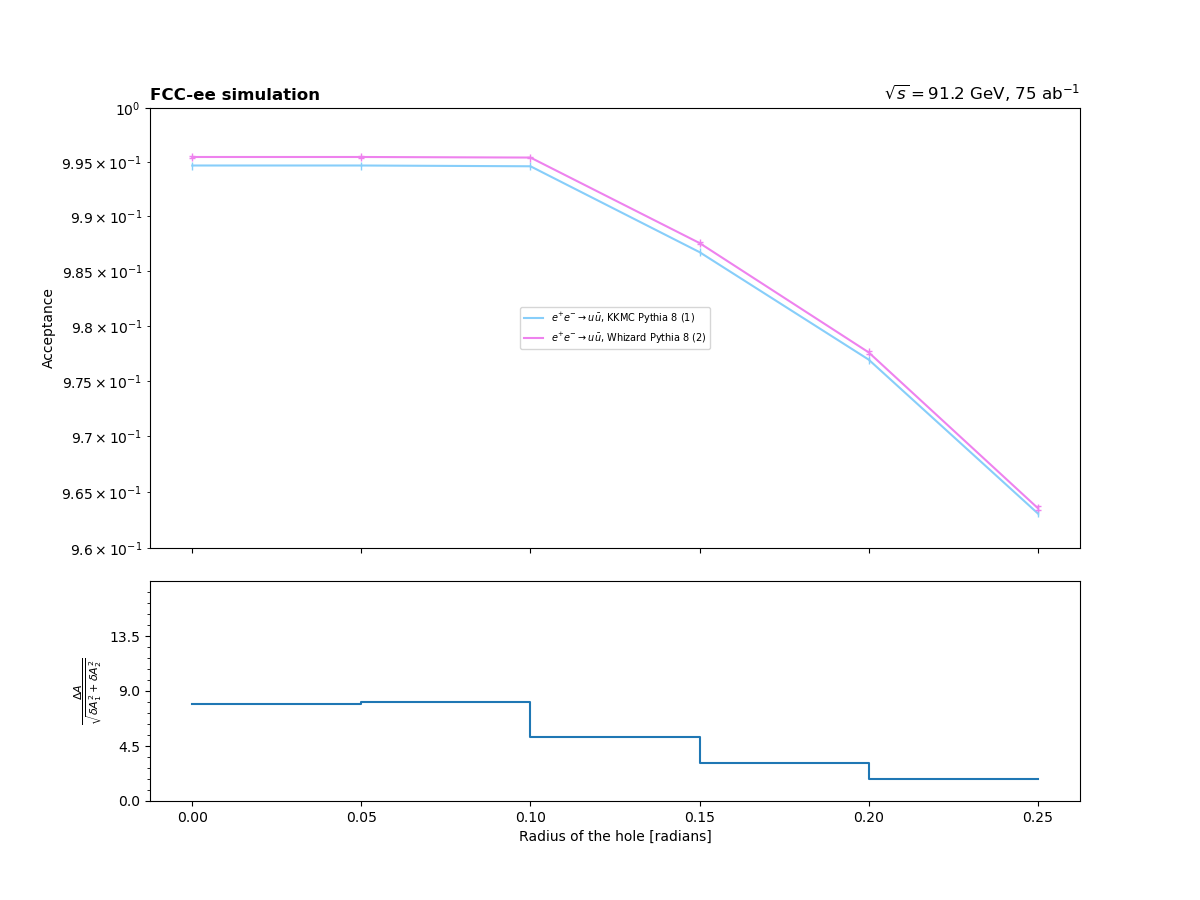 FCC-ee simulation
√s = 91.2 GeV, 75 ab⁻¹
10⁰
9.95 × 10⁻¹
9.9 × 10⁻¹
9.85 × 10⁻¹
9.8 × 10⁻¹
9.75 × 10⁻¹
9.7 × 10⁻¹
9.65 × 10⁻¹
9.6 × 10⁻¹
Acceptance
e⁺e⁻ → uū, KKMC Pythia 8 (1)
e⁺e⁻ → uū, Whizard Pythia 8 (2)
13.5
9.0
4.5
0.0
ΔA
√δA₁² + δA₂²
0.00 0.05 0.10 0.15 0.20 0.25
Radius of the hole [radians]